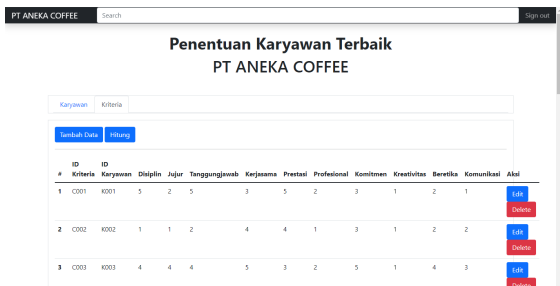 PT ANEKA COFFEE Search Sign out
Penentuan Karyawan Terbaik
PT ANEKA COFFEE
Karyawan Kriteria
Tambah Data Hitung
# ID Kriteria ID Karyawan Disiplin Jujur Tanggungjawab Kerjasama Prestasi Profesional Komitmen Kreativitas Beretika Komunikasi Aksi
1 C001 K001 5 2 5 3 5 2 3 1 2 1 Edit
Delete
2 C002 K002 1 1 2 4 4 1 3 1 2 2 Edit
Delete
3 C003 K003 4 4 4 5 3 2 5 1 4 3 Edit
Delete